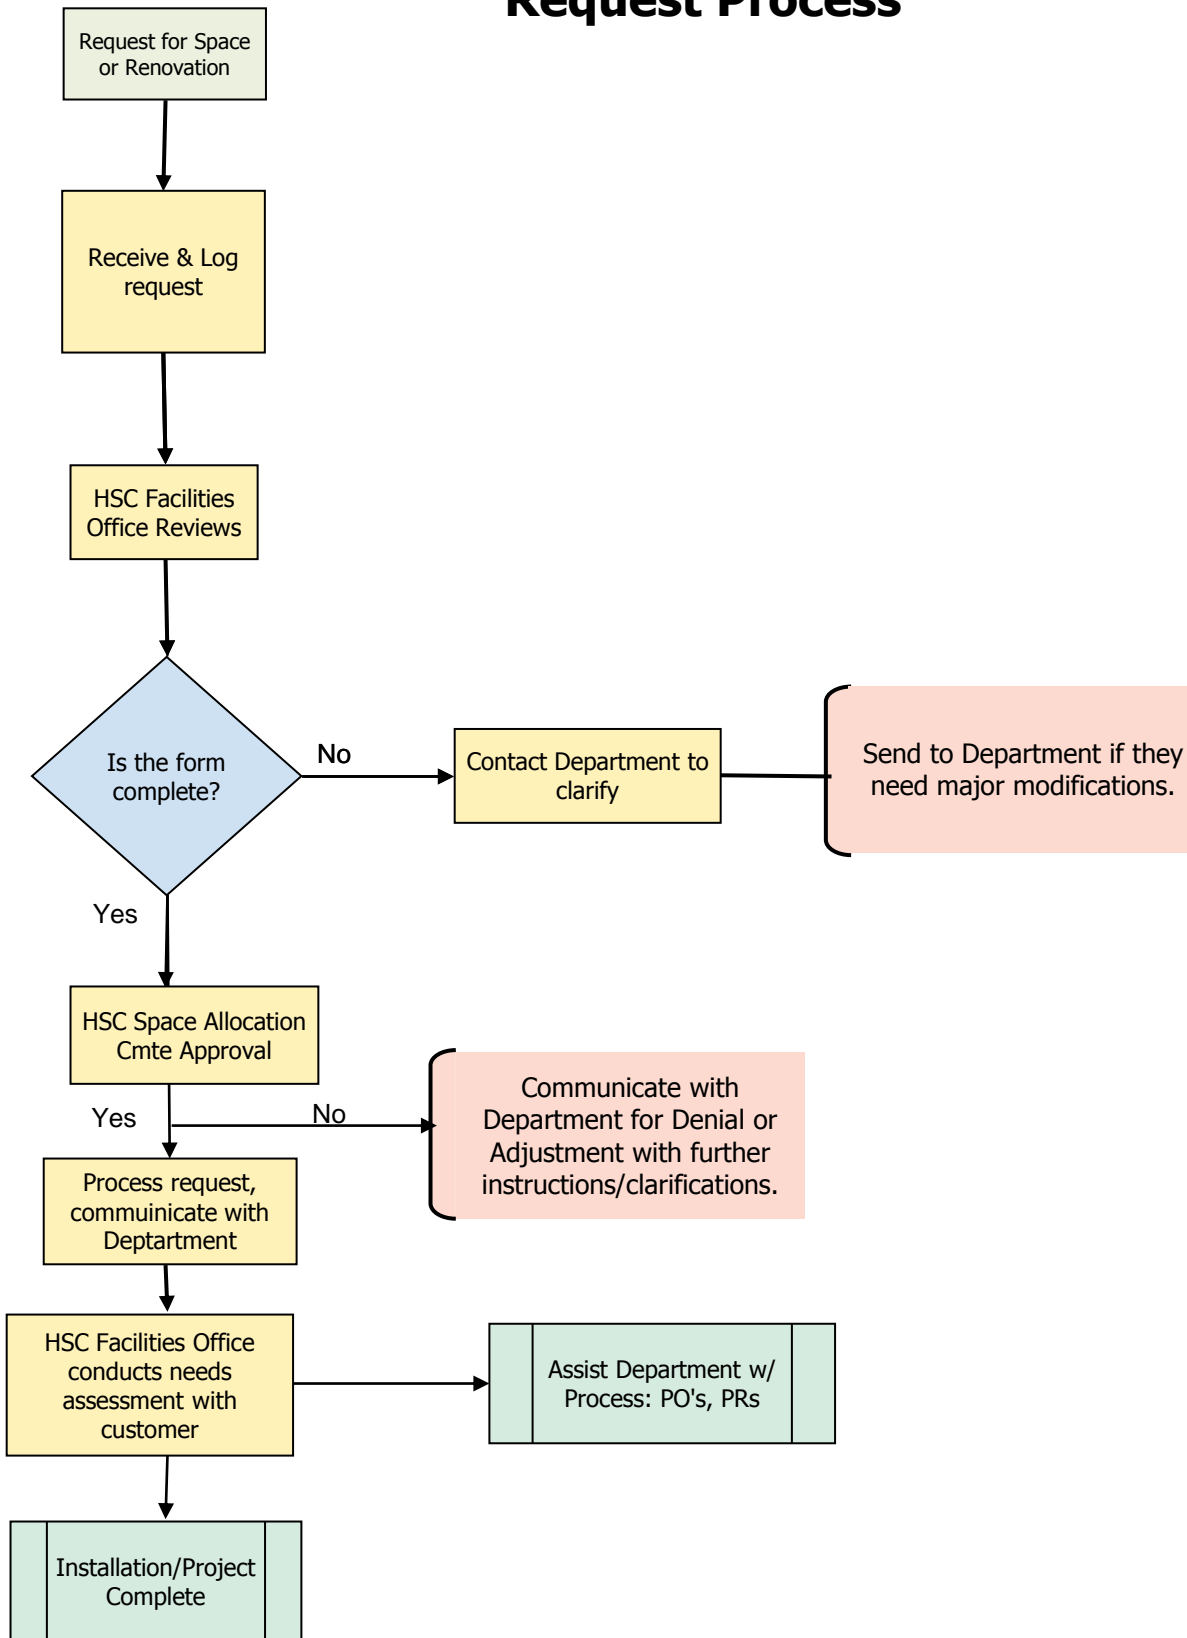 Request Process
Request for Space
or Renovation
Receive & Log
request
HSC Facilities
Office Reviews
Is the form
complete?
No
Contact Department to
clarify
Send to Department if they
need major modifications.
Yes
HSC Space Allocation
Cmte Approval
Yes
No
Communicate with
Department for Denial or
Adjustment with further
instructions/clarifications.
Process request,
commuinicate with
Deptartment
HSC Facilities Office
conducts needs
assessment with
customer
Assist Department w/
Process: PO's, PRs
Installation/Project
Complete